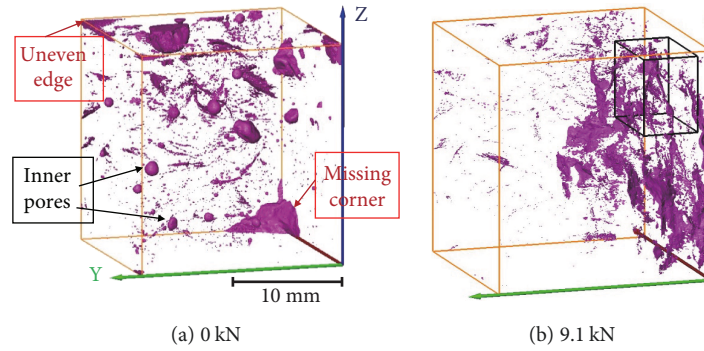 Uneven
edge
Z
Inner
pores
Missing
corner
Y
10 mm
(a) 0 kN
(b) 9.1 kN